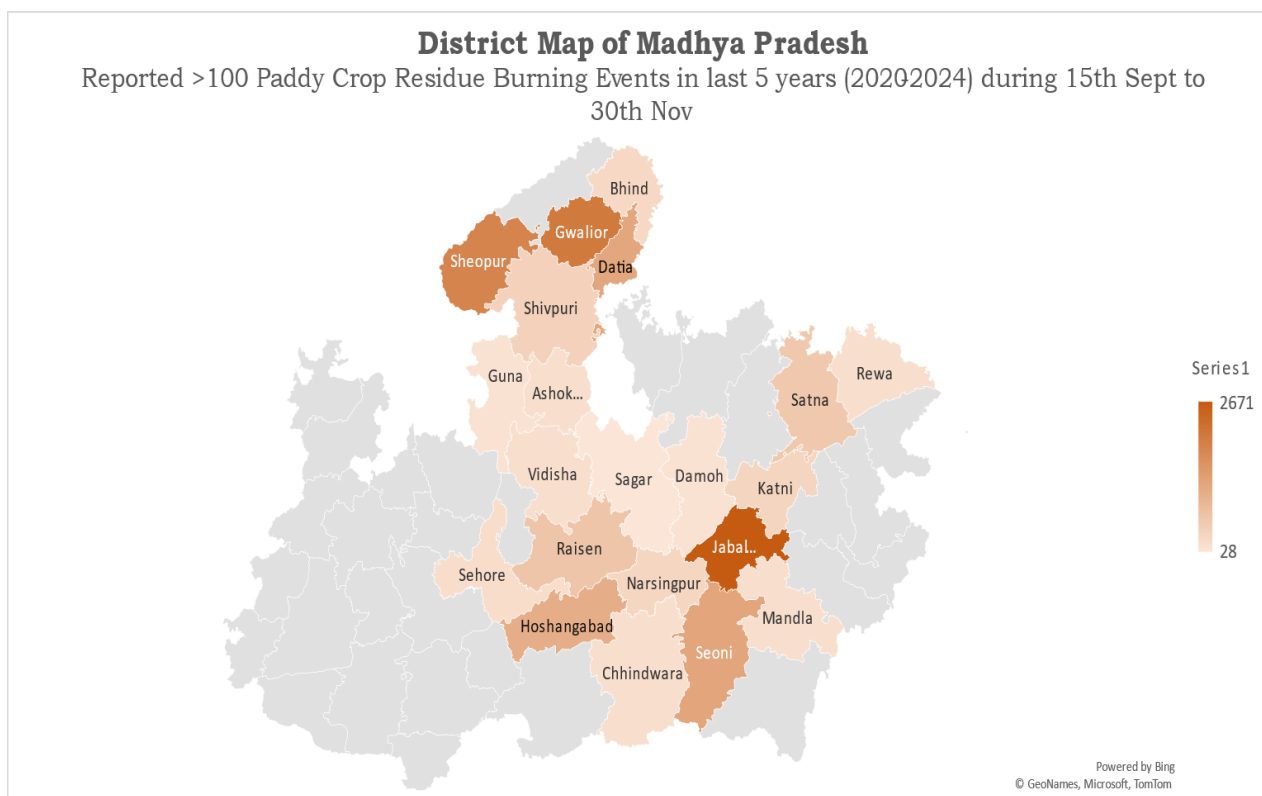 District Map of Madhya Pradesh
Reported >100 Paddy Crop Residue Burning Events in last 5 years (2020-2024) during 15th Sept to
30th Nov
Bhind
Gwalior
Sheopur
Datia
Shivpuri
Guna
Ashok...
Rewa
Satna
Vidisha
Sagar
Damoh
Katni
Raisen
Jabal..
Sehore
Narsingpur
Hoshangabad
Mandla
Seoni
Chhindwara
Series1
2671
28
Powered by Bing
© GeoNames, Microsoft, TomTom